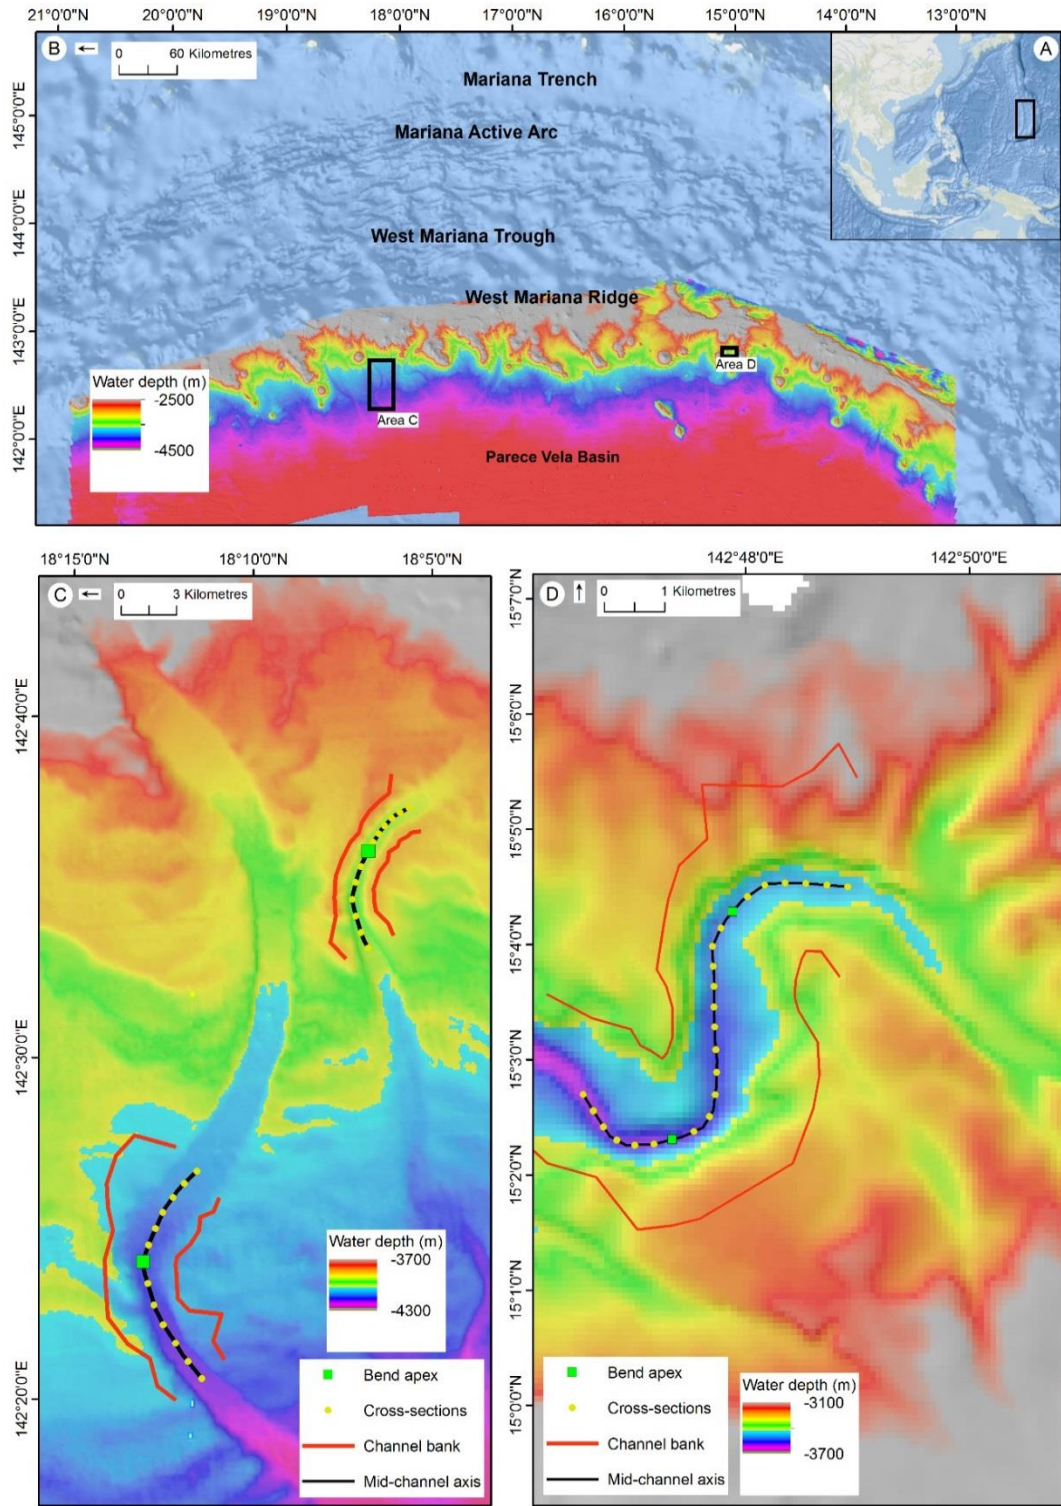 21°0'0"N 20°0'0"N 19°0'0"N 18°0'0"N 17°0'0"N 16°0'0"N 15°0'0"N 14°0'0"N 13°0'0"N
B
0 60 Kilometres
A
Mariana Trench
145°0'0"E
Mariana Active Arc
144°0'0"E
West Mariana Trough
West Mariana Ridge
143°0'0"E
Area D
Water depth (m)
-2500
-4500
Area C
142°0'0"E
Parece Vela Basin
18°15'0"N 18°10'0"N 18°5'0"N
C
0 3 Kilometres
142°40'0"E
142°30'0"E
142°20'0"E
Water depth (m)
-3700
-4300
Bend apex
Cross-sections
Channel bank
Mid-channel axis
142°48'0"E 142°50'0"E
D
0 1 Kilometres
15°7'0"N
15°6'0"N
15°5'0"N
15°4'0"N
15°3'0"N
15°2'0"N
15°1'0"N
15°0'0"N
Bend apex
Cross-sections
Channel bank
Mid-channel axis
Water depth (m)
-3100
-3700